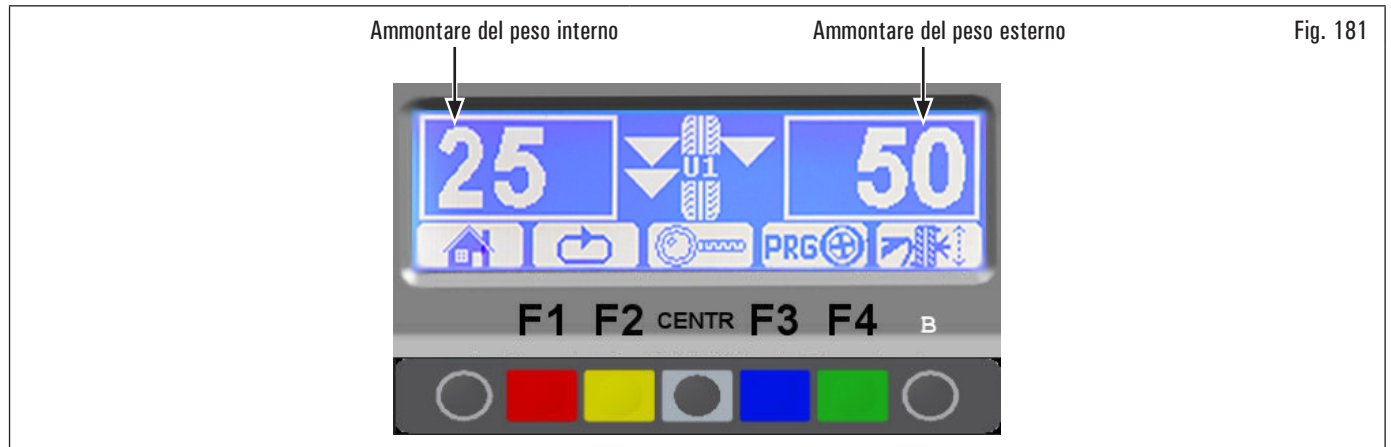 Ammontare del peso interno Ammontare del peso esterno Fig. 181
25 U1 50
PRG
F1 F2 CENTR F3 F4 B